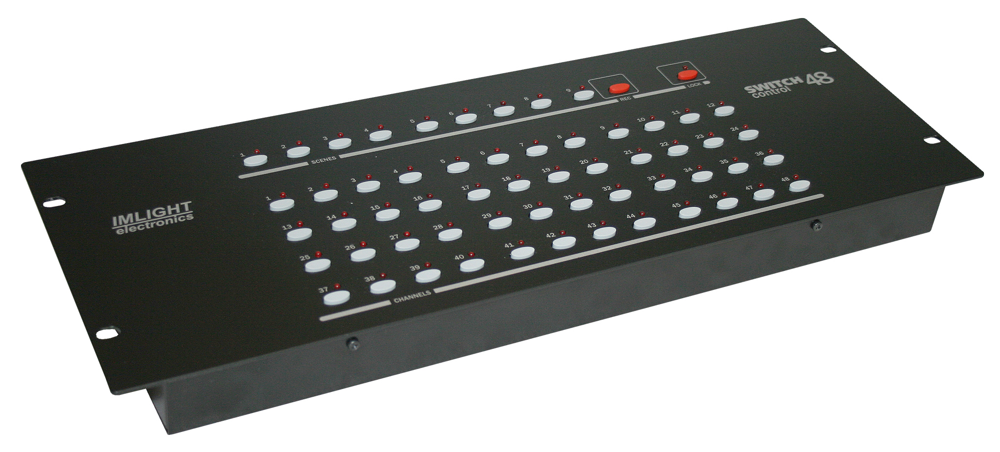 SWITCH 48
control
1 2 3 4 5 6 7 8 9
SCENES REC LOCK
1 2 3 4 5 6 7 8 9 10 11 12
13 14 15 16 17 18 19 20 21 22 23 24
25 26 27 28 29 30 31 32 33 34 35 36
37 38 39 40 41 42 43 44 45 46 47 48
CHANNELS
IMLIGHT
electronics